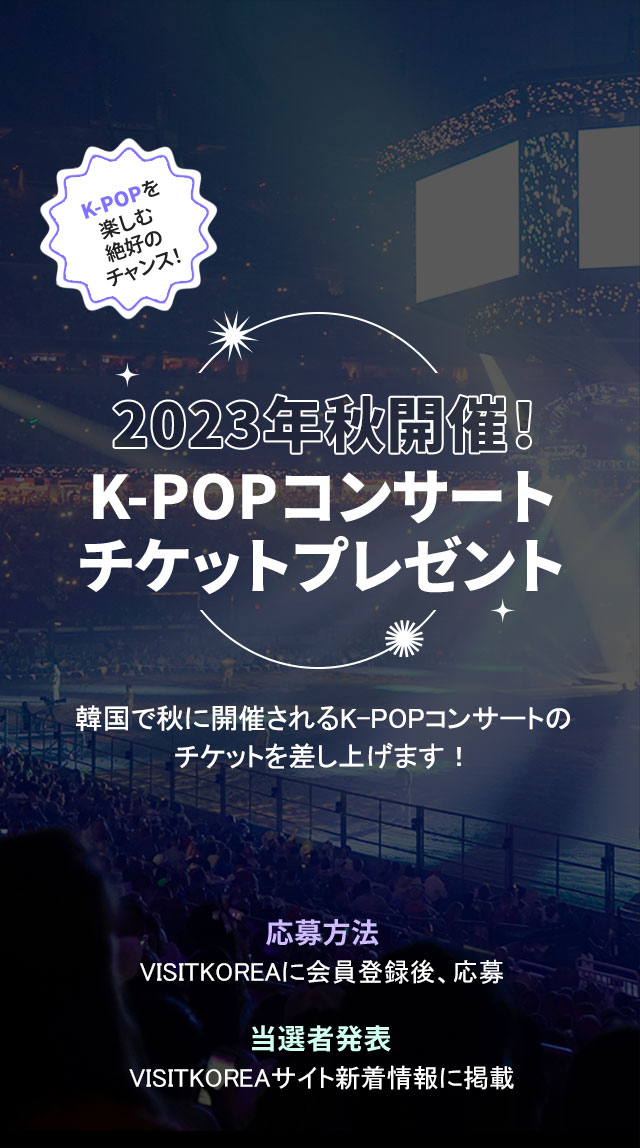 K-POPを
楽しむ
絶好の
チャンス!
2023年秋開催!
K-POPコンサート
チケットプレゼント
韓国で秋に開催されるK-POPコンサートの
チケットを差し上げます！
応募方法
VISITKOREAに会員登録後、応募
当選者発表
VISITKOREAサイト新着情報に掲載